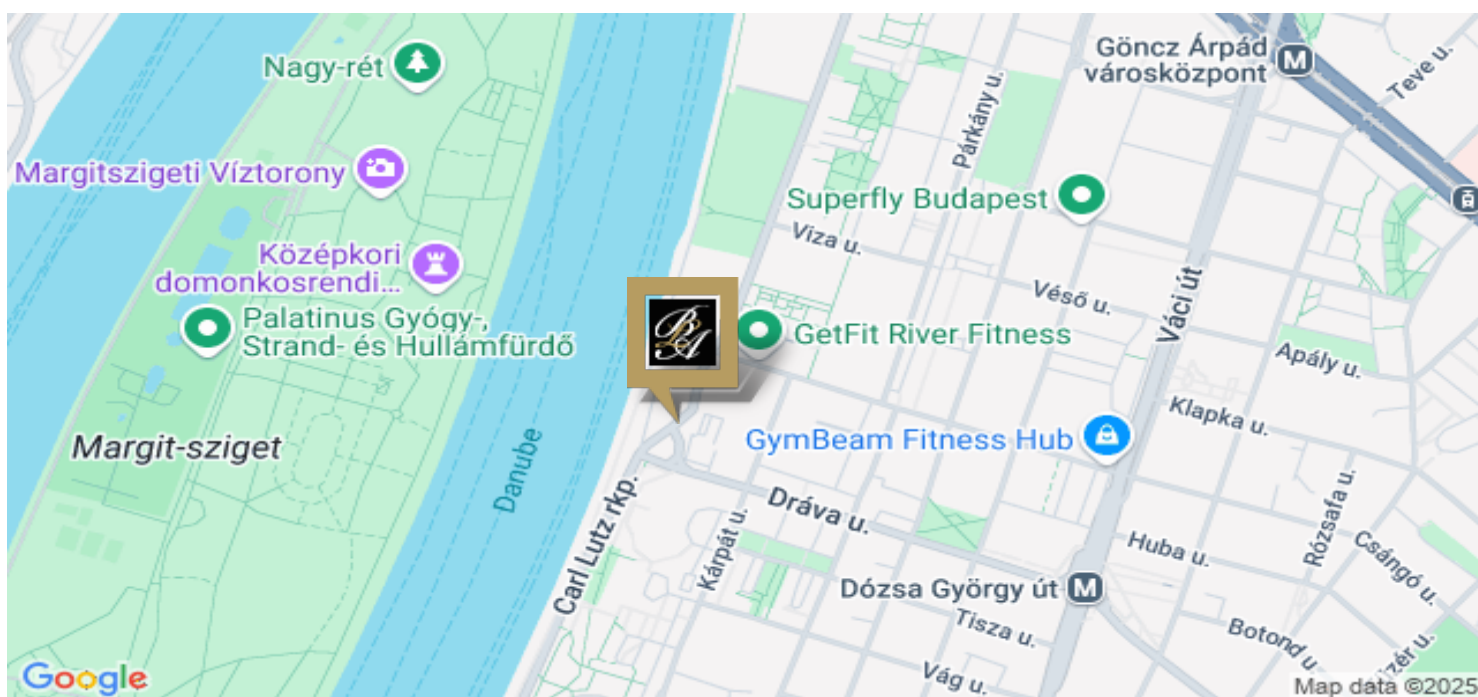 Nagy-rét
Göncz Árpád
városközpont
Teve u.
Párkány u.
Margitszigeti Víztorony
Superfly Budapest
Viza u.
Középkori
domonkosrendi...
Véső u.
Váci út
Palatinus Gyógy-,
Strand- és Hullámfürdő
BLA
GetFit River Fitness
Apály u.
Klapka u.
Margit-sziget
Danube
GymBeam Fitness Hub
Dráva u.
Rózsafa u.
Carl Lutz rkp.
Kárpát u.
Huba u.
Csángó u.
Dózsa György út
Tisza u.
Botond u.
Vág u.
zér u.
Google
Map data ©2025